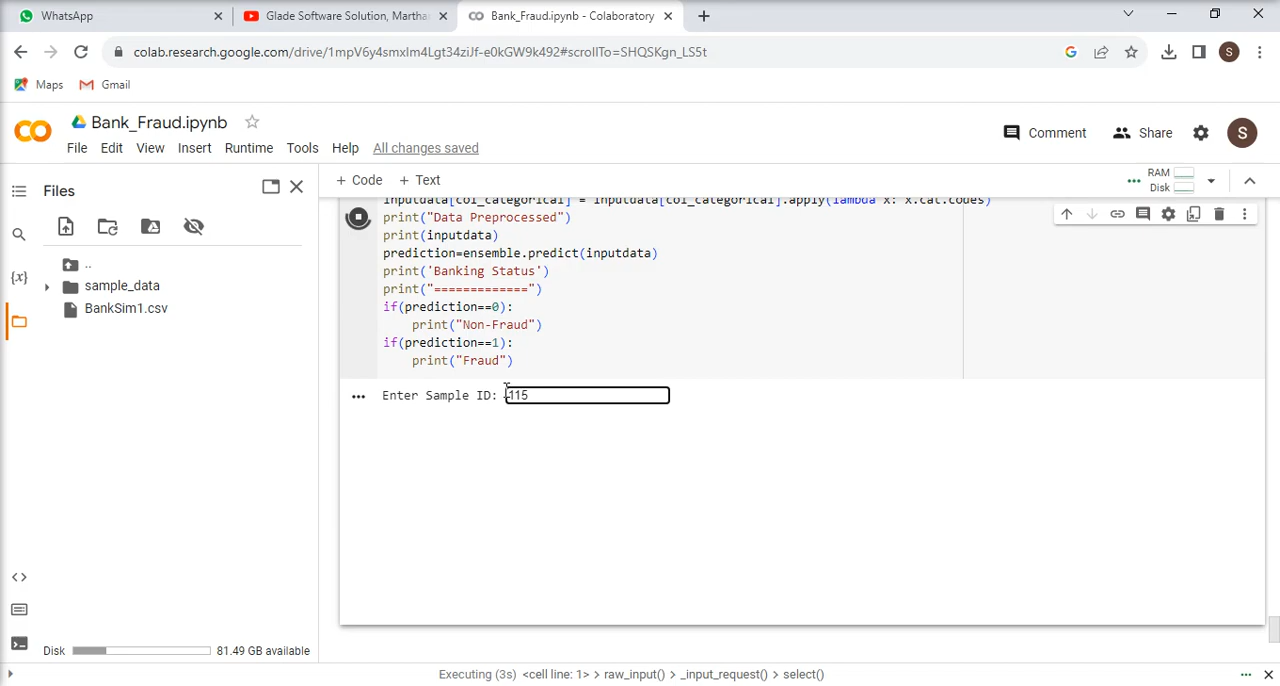 WhatsApp
Glade Software Solution, Martha
Bank_Fraud.ipynb - Colaboratory
colab.research.google.com/drive/1mpV6y4smxIm4Lgt34ziJf-e0kGW9k492#scrollTo=SHQSKgn_LS5t
G
S
Maps
Gmail
Bank_Fraud.ipynb
Comment
Share
S
File
Edit
View
Insert
Runtime
Tools
Help
All changes saved
Files
+ Code
+ Text
RAM
Disk
inputdata[col_categorical] = inputdata[col_categorical].apply(lambda x: x.cat.codes)
print("Data Preprocessed")
print(inputdata)
prediction=ensemble.predict(inputdata)
print('Banking Status')
print("=============")
if(prediction==0):
print("Non-Fraud")
if(prediction==1):
print("Fraud")
..
sample_data
BankSim1.csv
{x}
Enter Sample ID: 115
Disk
81.49 GB available
Executing (3s) <cell line: 1> > raw_input() > _input_request() > select()